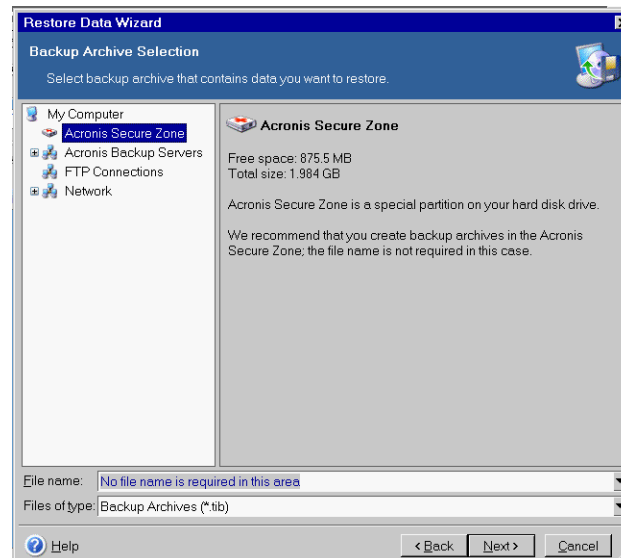 Restore Data Wizard
Backup Archive Selection
Select backup archive that contains data you want to restore.
My Computer
Acronis Secure Zone
Acronis Backup Servers
FTP Connections
Network
Acronis Secure Zone
Free space: 875.5 MB
Total size: 1.984 GB
Acronis Secure Zone is a special partition on your hard disk drive.
We recommend that you create backup archives in the Acronis
Secure Zone; the file name is not required in this case.
File name: No file name is required in this area
Files of type: Backup Archives (*.tib)
Help
< Back
Next >
Cancel